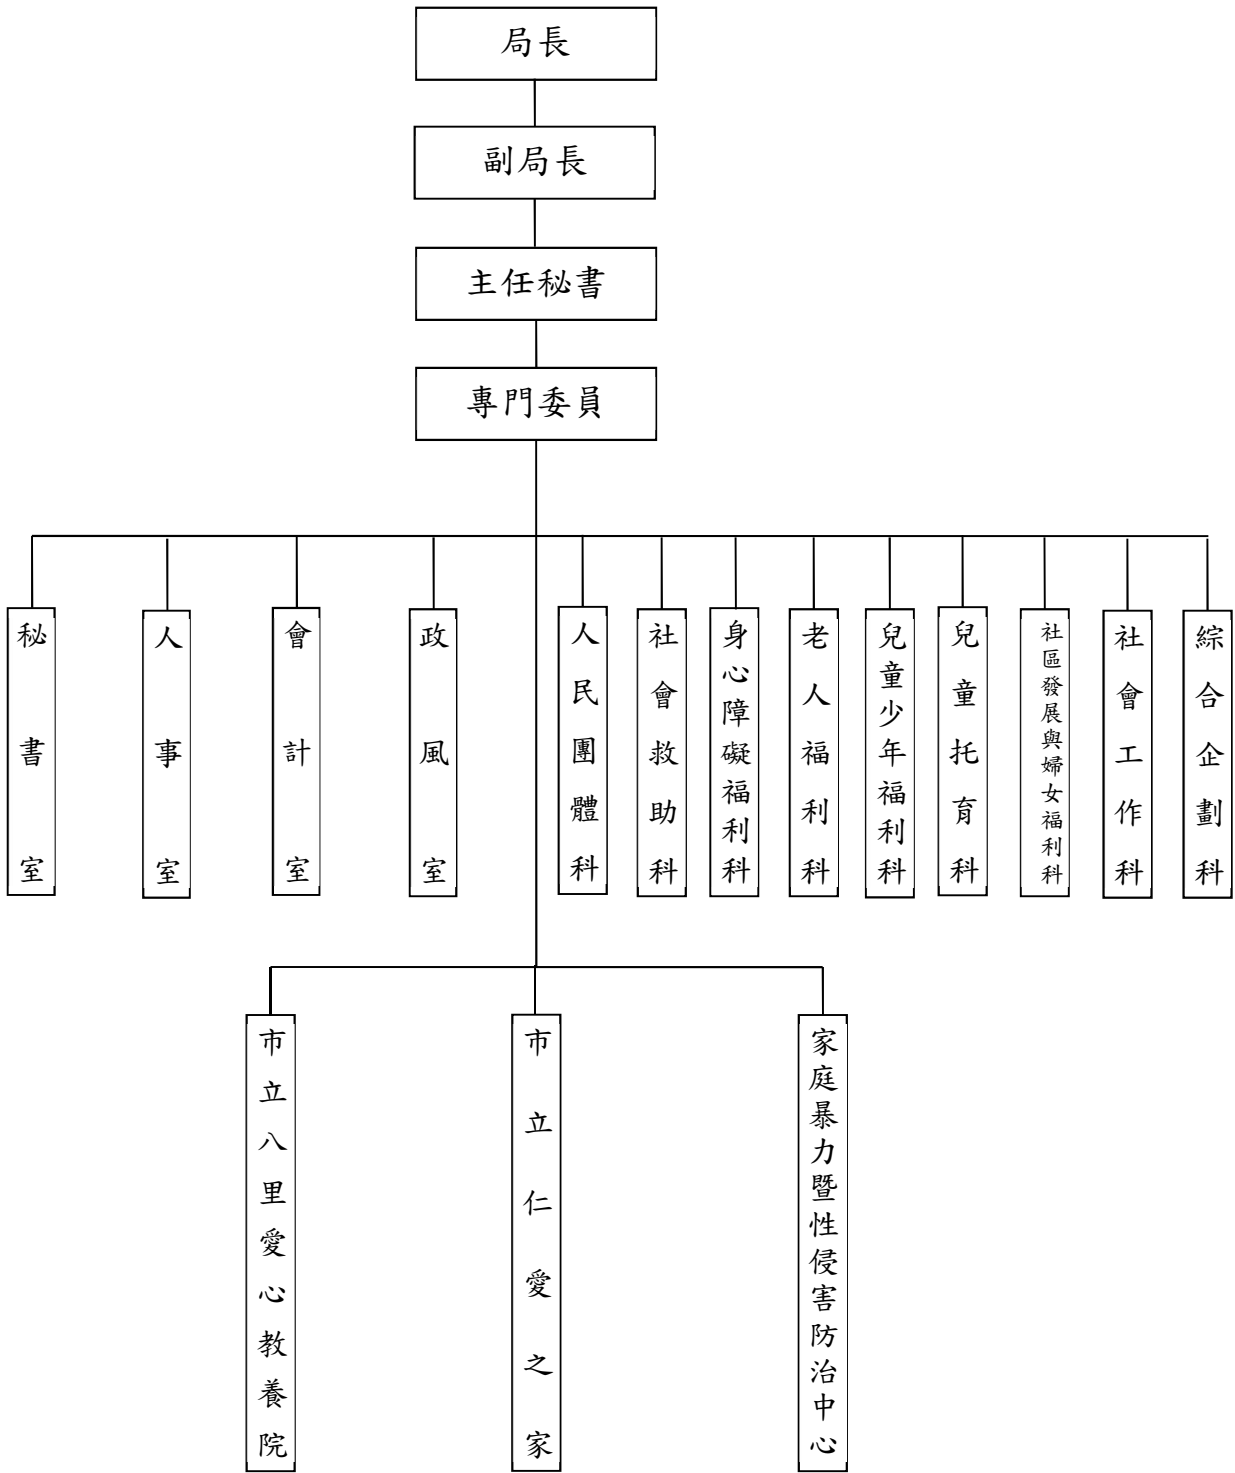 局長
副局長
主任秘書
專門委員
秘書室
人事室
會計室
政風室
人民團體科
社會救助科
身心障礙福利科
老人福利科
兒童少年福利科
兒童托育科
社區發展與婦女福利科
社會工作科
綜合企劃科
市立八里愛心教養院
市立仁愛之家
家庭暴力暨性侵害防治中心